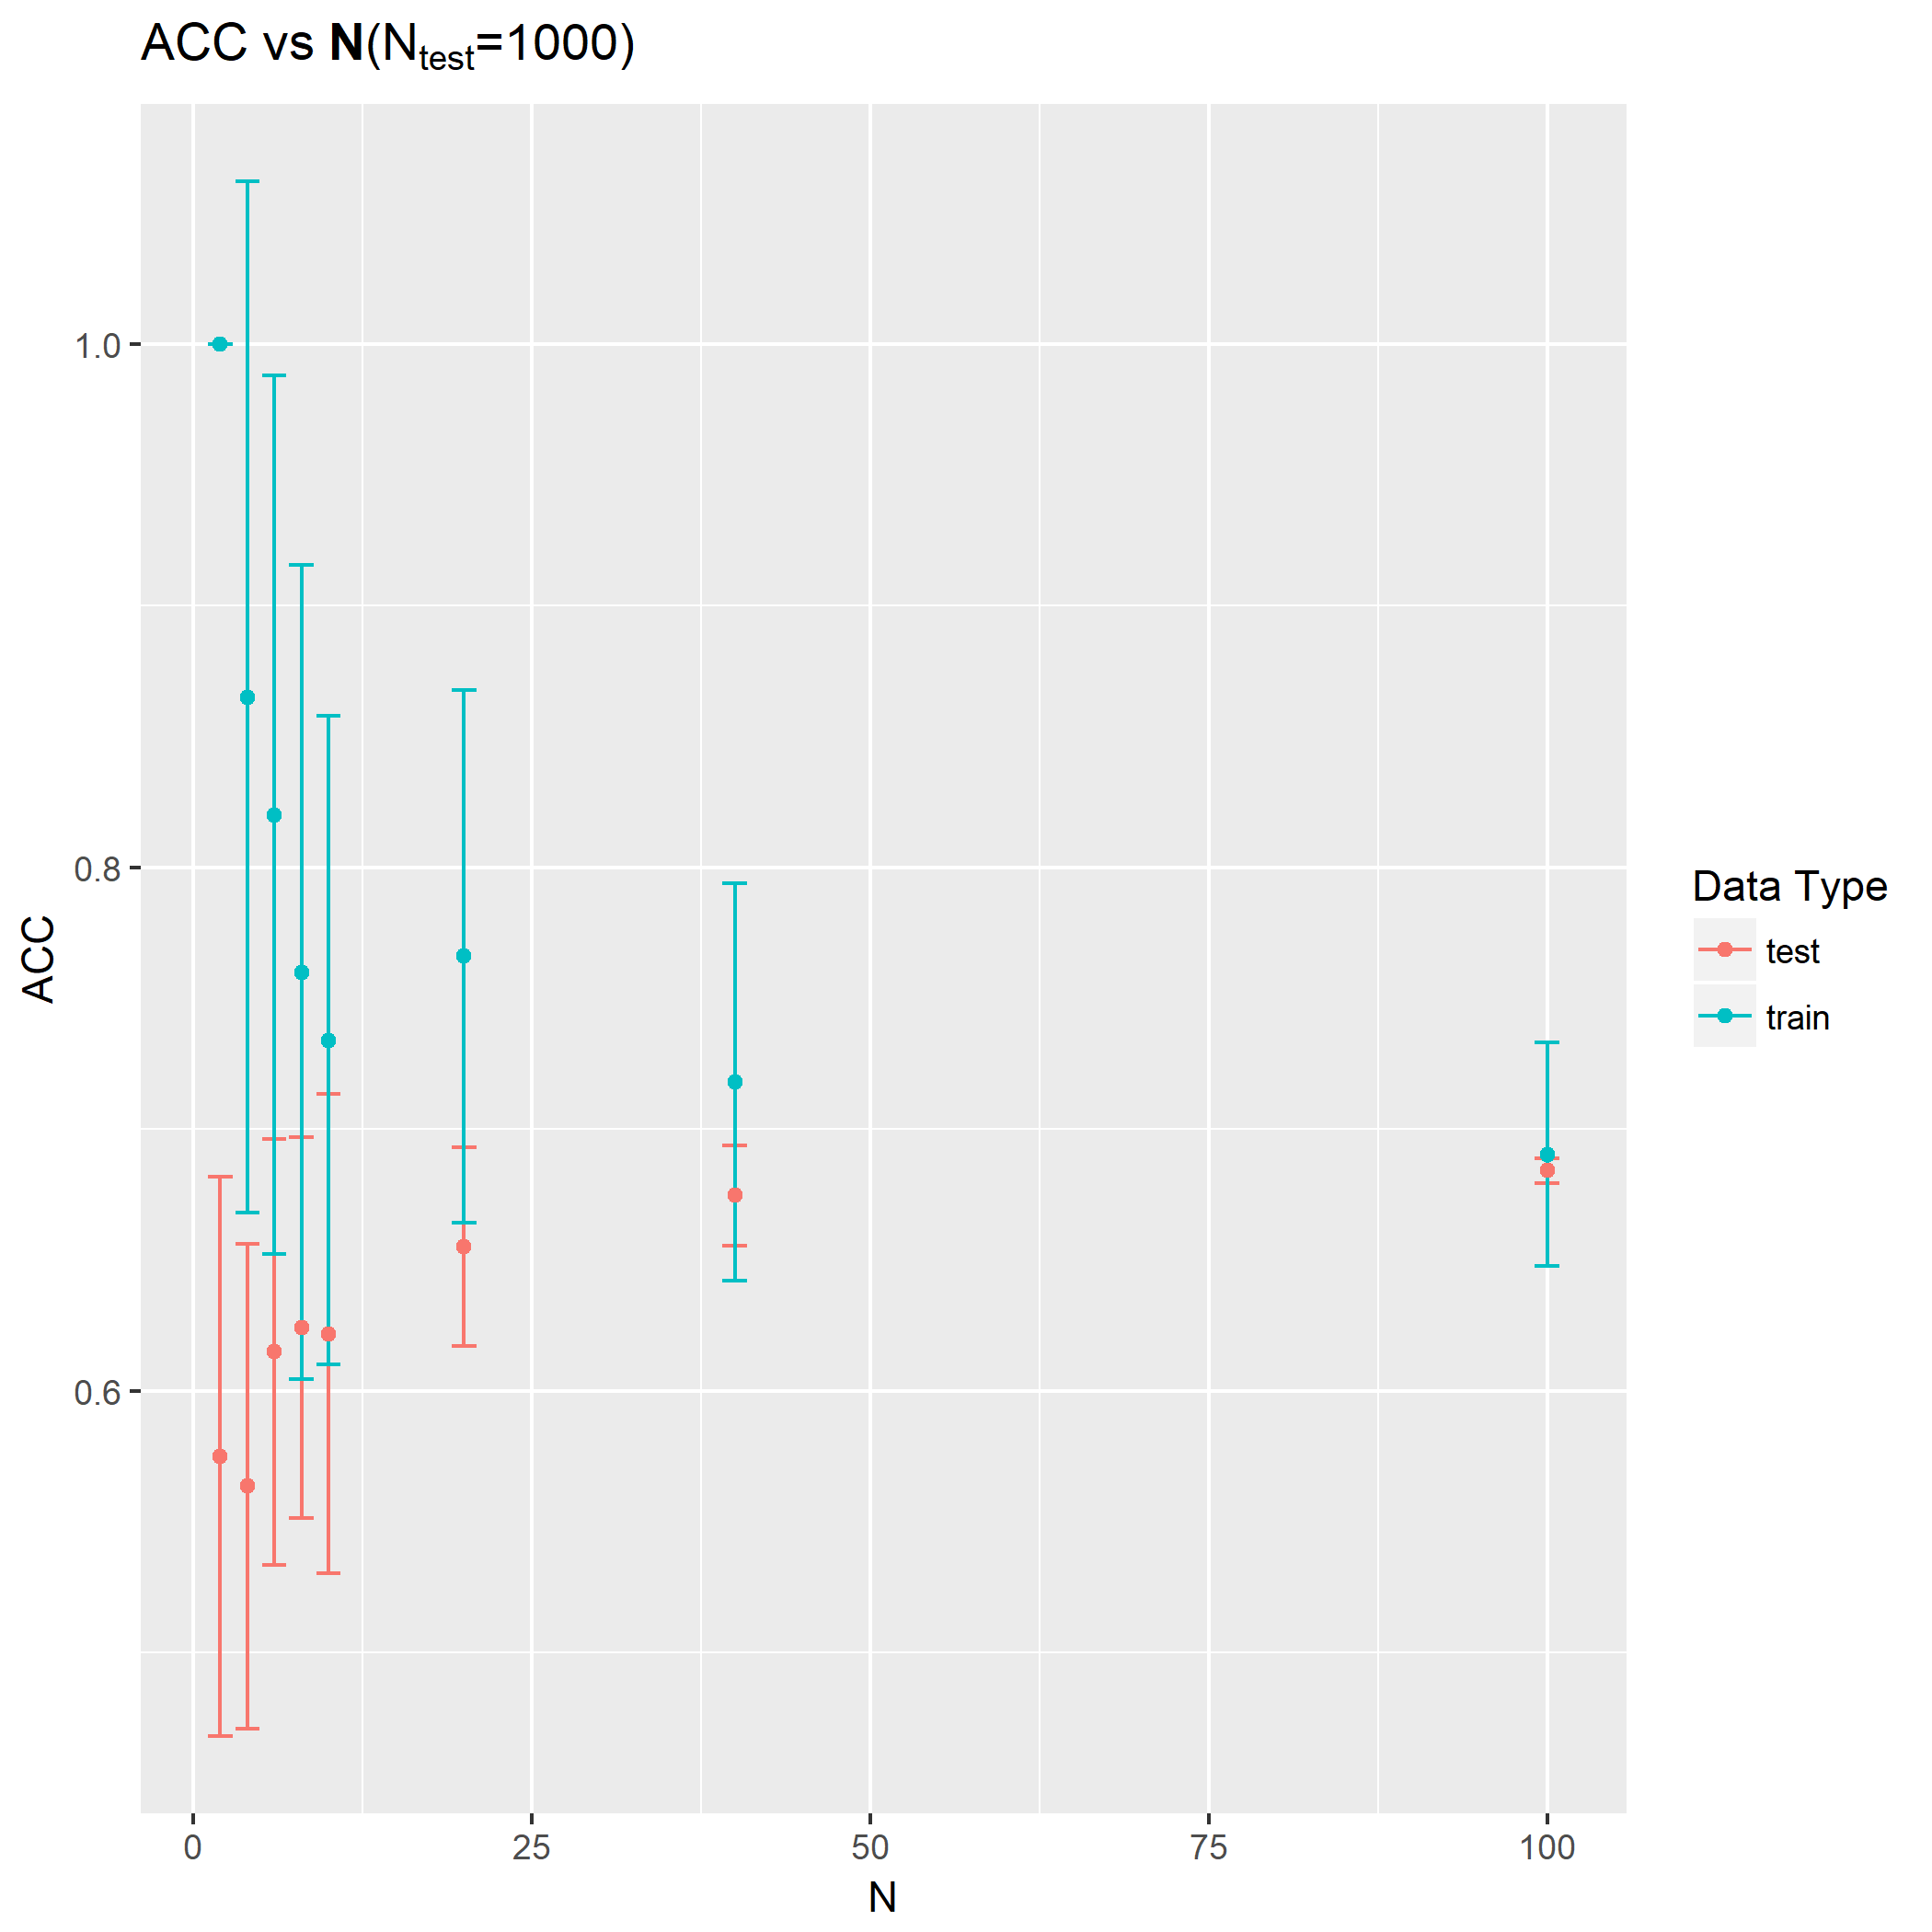 ACC vs N(Ntest=1000)
1.0
0.8
0.6
ACC
0
25
50
75
100
N
Data Type
test
train